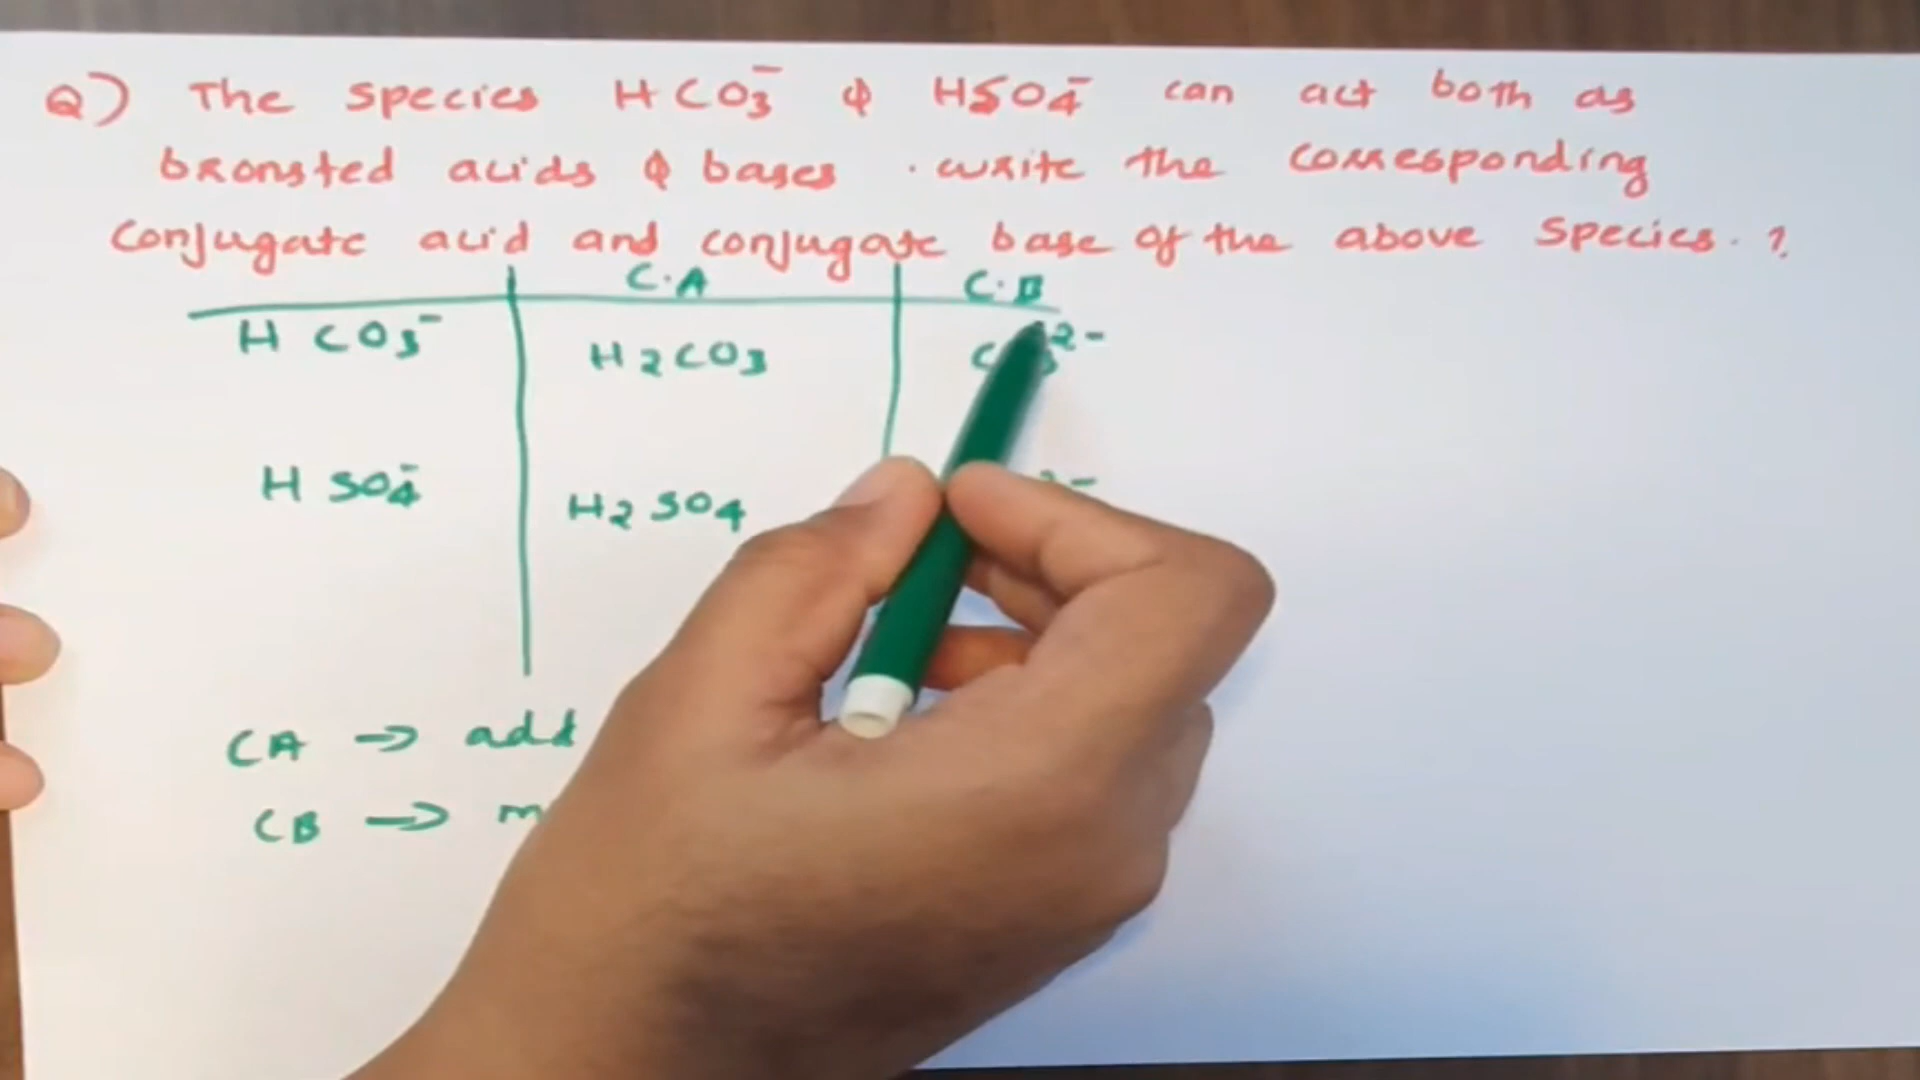 Q) The species HCO₃⁻ & HSO₄⁻ can act both as
bronsted acids & bases . write the corresponding
conjugate acid and conjugate base of the above species. ?
C.A C.B
HCO₃⁻ H₂CO₃
HSO₄⁻ H₂SO₄
CA → add
CB →